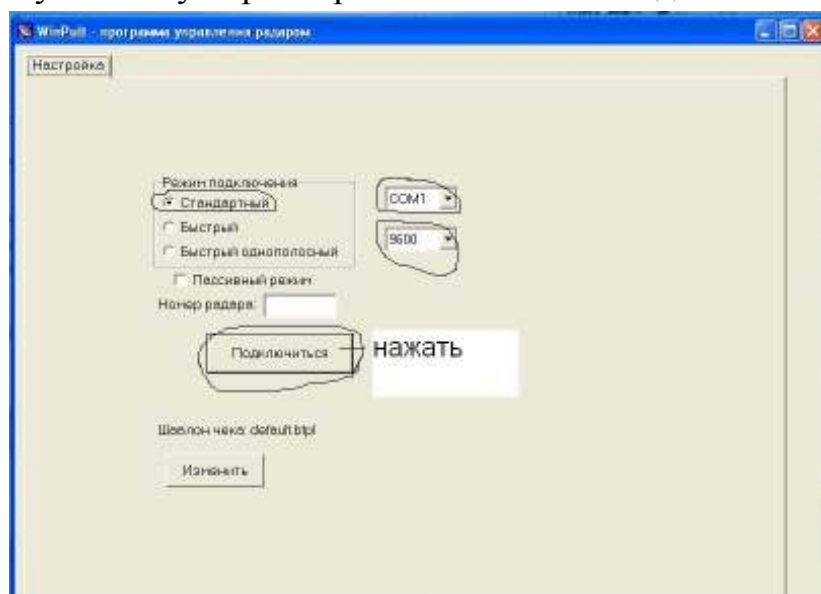 WinPult - программа управления радаром
Настройка
Режим подключения
Стандартный
COM1
Быстрый
9600
Быстрый однополосный
Пассивный режим
Номер радара:
Подключиться
нажать
Шаблон чека: default.btpl
Изменить